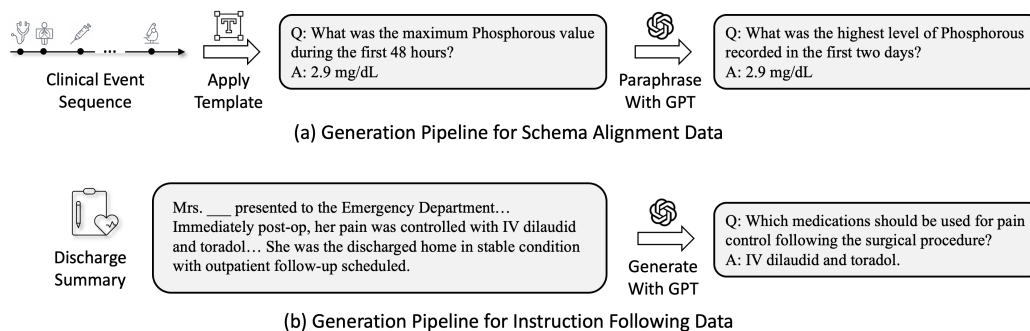 Clinical Event
Sequence
T
Apply
Template
Q: What was the maximum Phosphorous value
during the first 48 hours?
A: 2.9 mg/dL
Paraphrase
With GPT
Q: What was the highest level of Phosphorous
recorded in the first two days?
A: 2.9 mg/dL
(a) Generation Pipeline for Schema Alignment Data
Discharge
Summary
Mrs. ___ presented to the Emergency Department…
Immediately post-op, her pain was controlled with IV dilaudid
and toradol… She was the discharged home in stable condition
with outpatient follow-up scheduled.
Generate
With GPT
Q: Which medications should be used for pain
control following the surgical procedure?
A: IV dilaudid and toradol.
(b) Generation Pipeline for Instruction Following Data